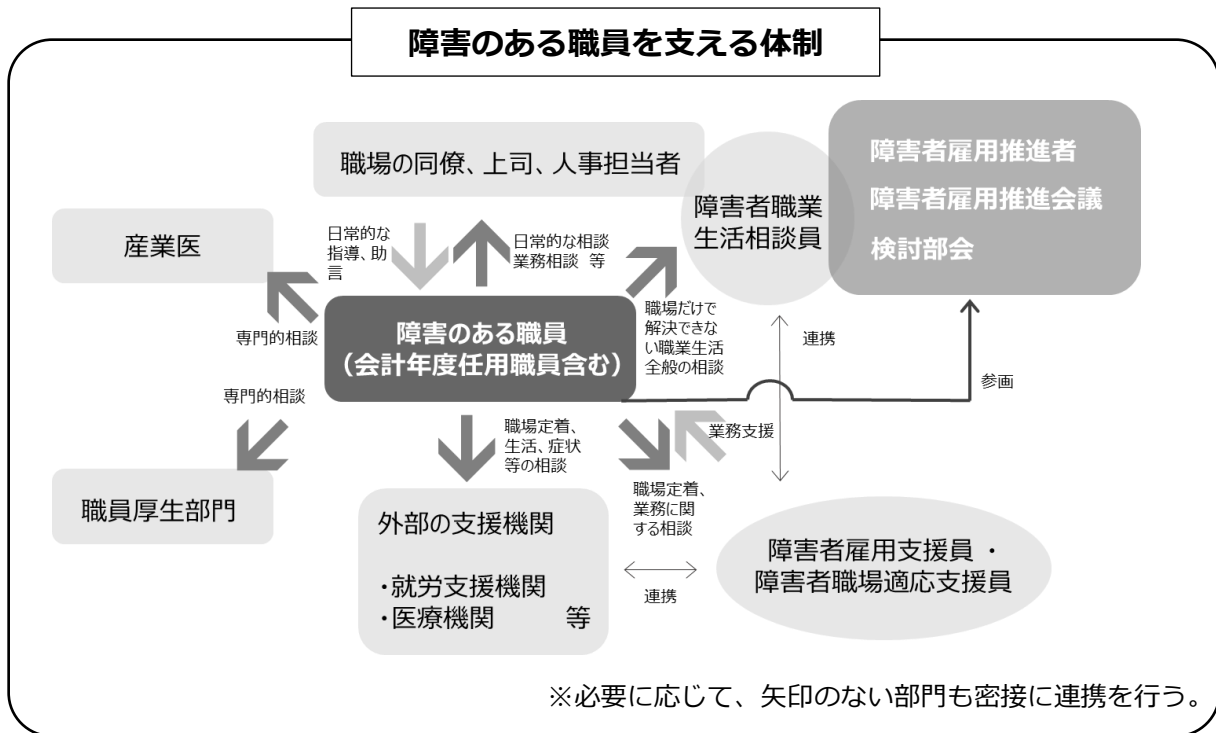 障害のある職員を支える体制
職場の同僚、上司、人事担当者
障害者雇用推進者
障害者雇用推進会議
検討部会
障害者職業
生活相談員
産業医
日常的な
指導、助
言
日常的な相談
業務相談 等
専門的相談
障害のある職員
（会計年度任用職員含む）
職場だけで
解決できな
い職業生活
全般の相談
連携
参画
専門的相談
職場定着、
生活、症状
等の相談
業務支援
職員厚生部門
職場定着、
業務に関
する相談
外部の支援機関
・就労支援機関
・医療機関 等
連携
障害者雇用支援員 ・
障害者職場適応支援員
※必要に応じて、矢印のない部門も密接に連携を行う。